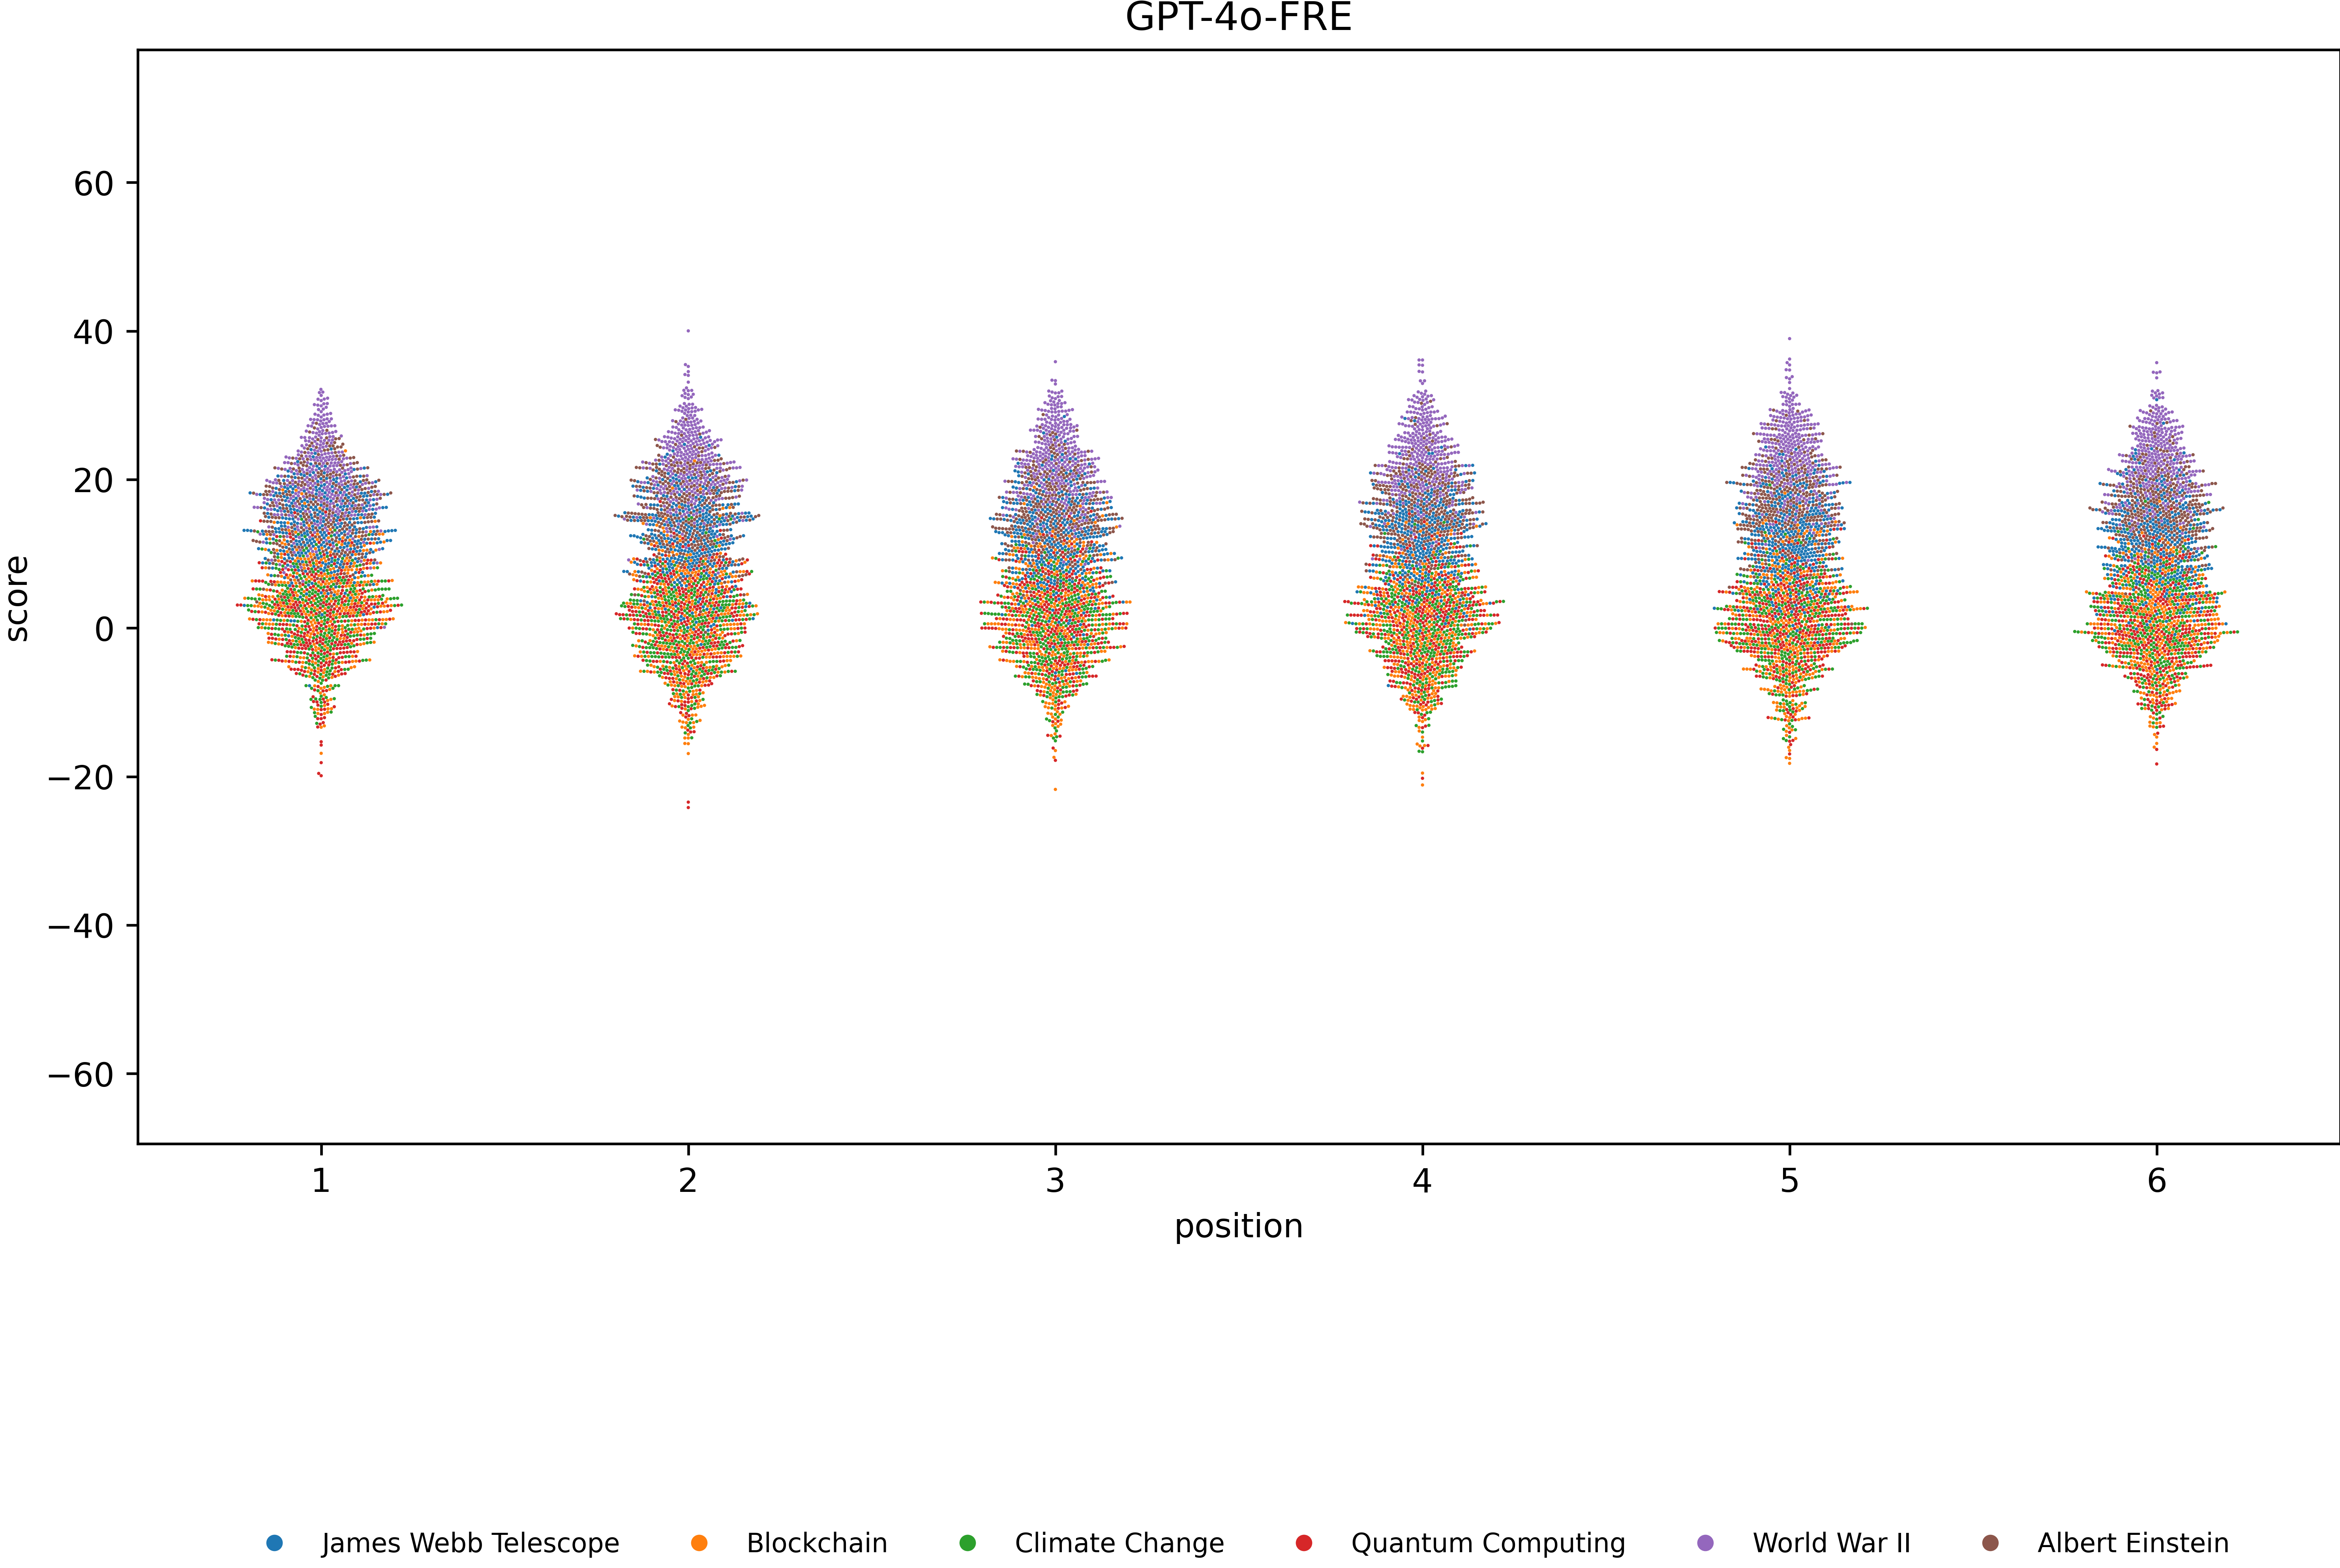 GPT-4o-FRE
score
60
40
20
0
−20
−40
−60
1 2 3 4 5 6
position
James Webb Telescope Blockchain Climate Change Quantum Computing World War II Albert Einstein